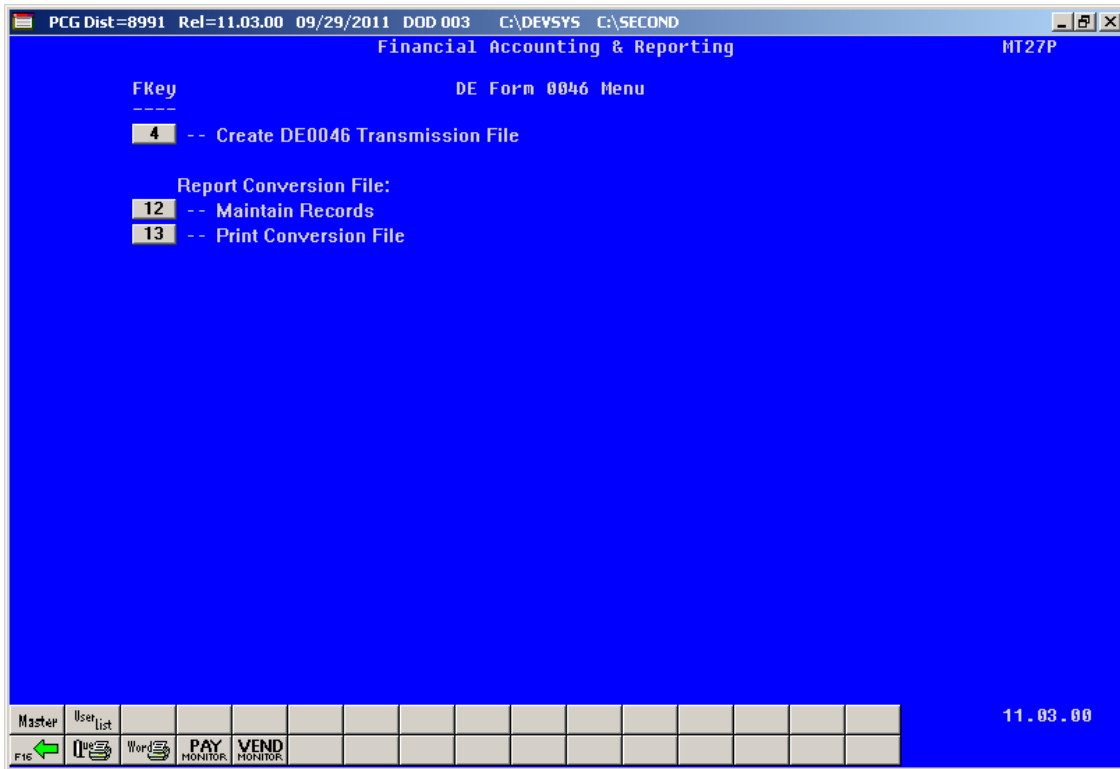 PCG Dist=8991 Rel=11.03.00 09/29/2011 DOD 003 C:\DEVSYS C:\SECOND
Financial Accounting & Reporting MT27P
FKey DE Form 0046 Menu
----
4 -- Create DE0046 Transmission File
Report Conversion File:
12 -- Maintain Records
13 -- Print Conversion File
Master User List 11.03.00
F16 Que Word PAY MONITOR VEND MONITOR